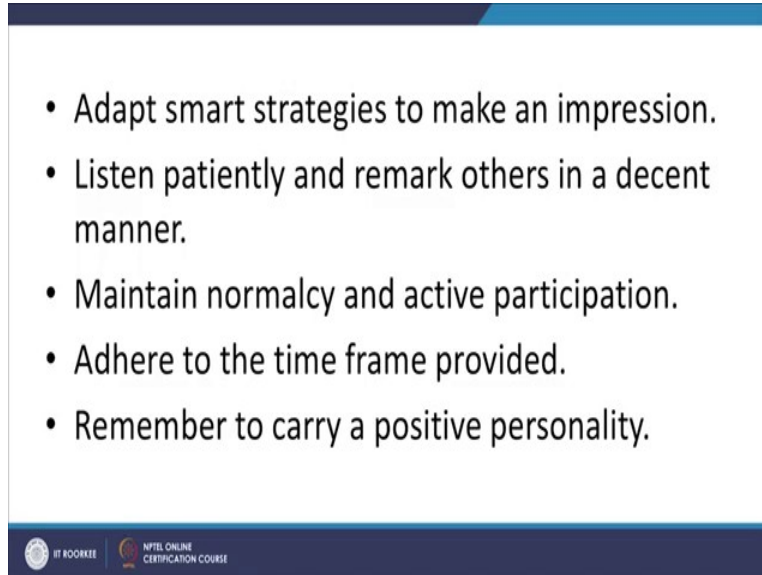 • Adapt smart strategies to make an impression.
• Listen patiently and remark others in a decent
manner.
• Maintain normalcy and active participation.
• Adhere to the time frame provided.
• Remember to carry a positive personality.
IIT ROORKEE
NPTEL ONLINE
CERTIFICATION COURSE